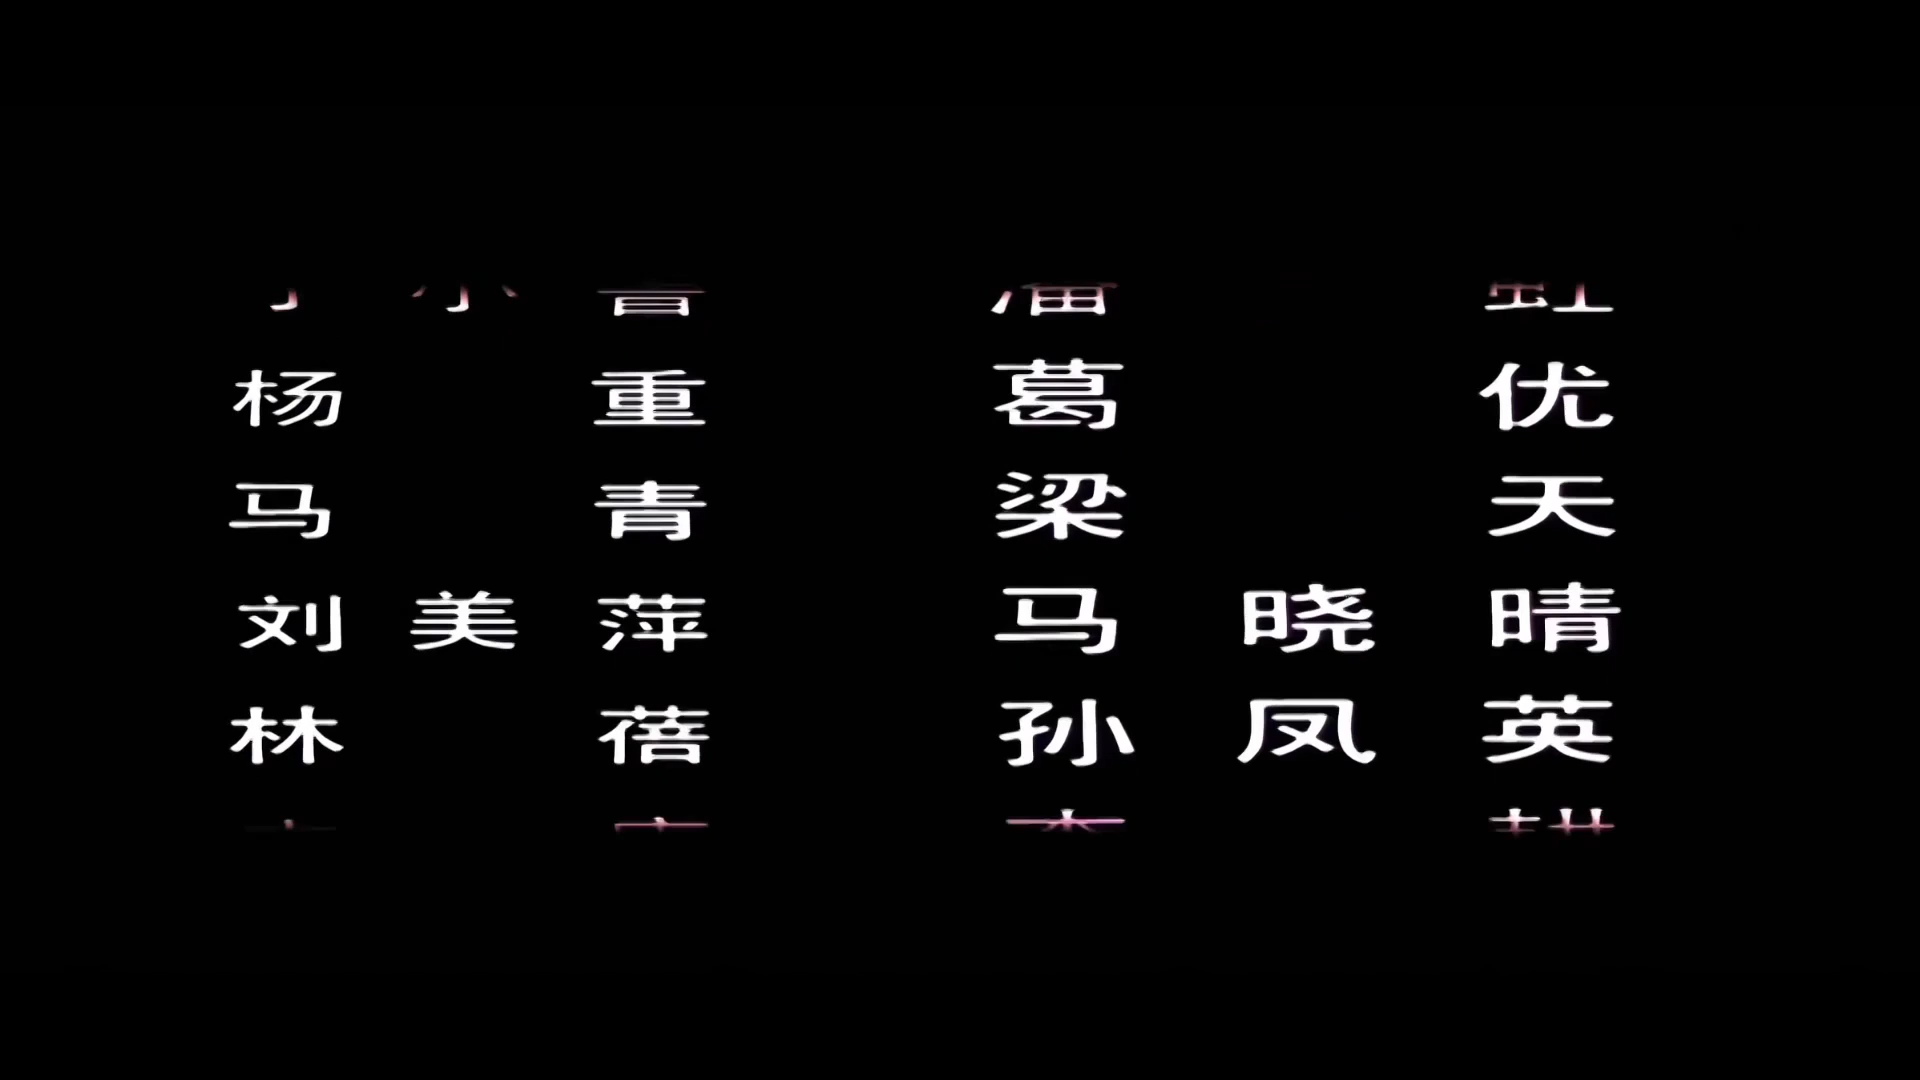 杨　重　葛　优
马　青　梁　天
刘美萍　马晓晴
林　蓓　孙凤英